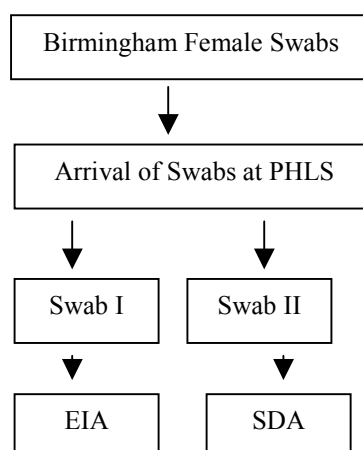 Birmingham Female Swabs
Arrival of Swabs at PHLS
Swab I
Swab II
EIA
SDA